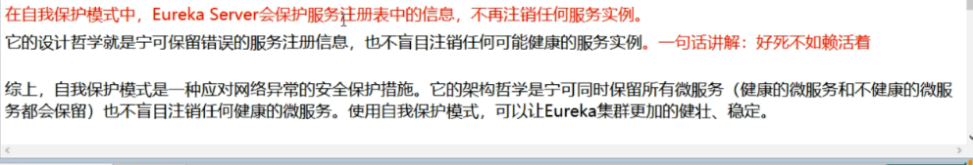 在自我保护模式中，Eureka Server会保护服务注册表中的信息，不再注销任何服务实例。
它的设计哲学就是宁可保留错误的服务注册信息，也不盲目注销任何可能健康的服务实例。一句话讲解：好死不如赖活着
综上，自我保护模式是一种应对网络异常的安全保护措施。它的架构哲学是宁可同时保留所有微服务（健康的微服务和不健康的微服
务都会保留）也不盲目注销任何健康的微服务。使用自我保护模式，可以让Eureka集群更加的健壮、稳定。